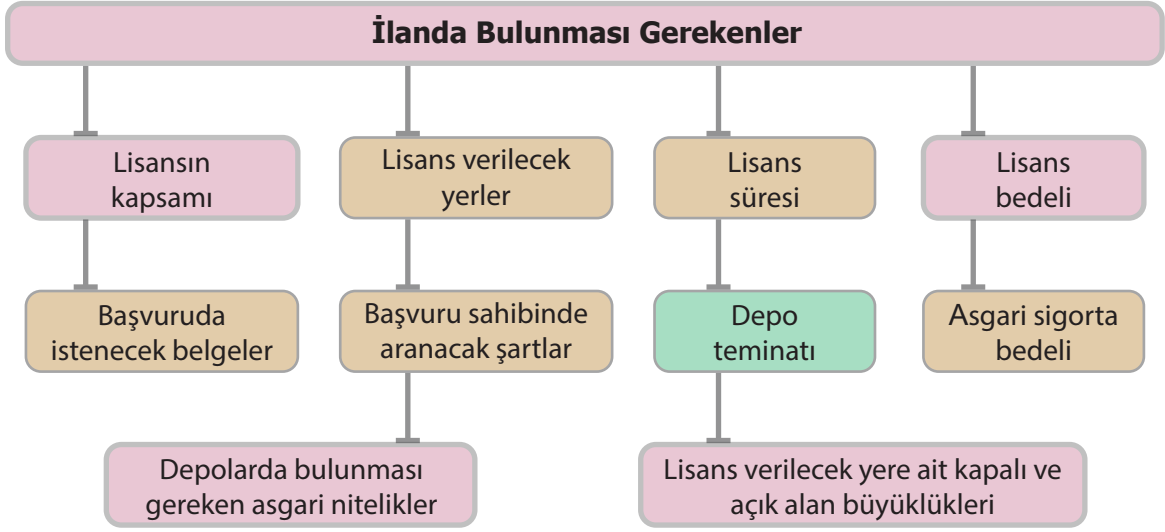 İlanda Bulunması Gerekenler
Lisansın
kapsamı
Lisans verilecek
yerler
Lisans
süresi
Lisans
bedeli
Başvuruda
istenecek belgeler
Başvuru sahibinde
aranacak şartlar
Depo
teminatı
Asgari sigorta
bedeli
Depolarda bulunması
gereken asgari nitelikler
Lisans verilecek yere ait kapalı ve
açık alan büyüklükleri